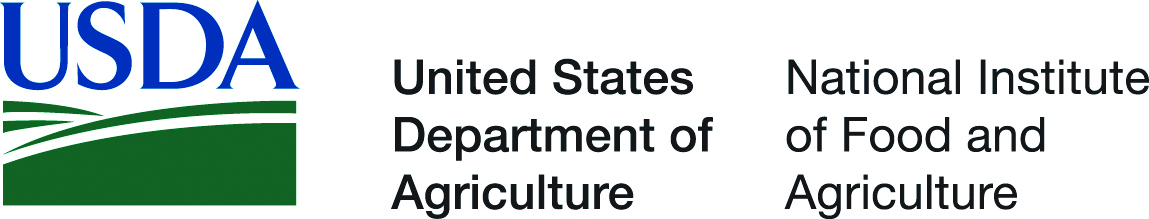 USDA
United States
Department of
Agriculture
National Institute
of Food and
Agriculture